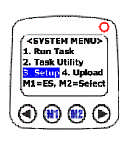 <SYSTEM MENU>
1. Run Task
2. Task Utility
3. Setup 4. Upload
M1=ES, M2=Select
M1 M2